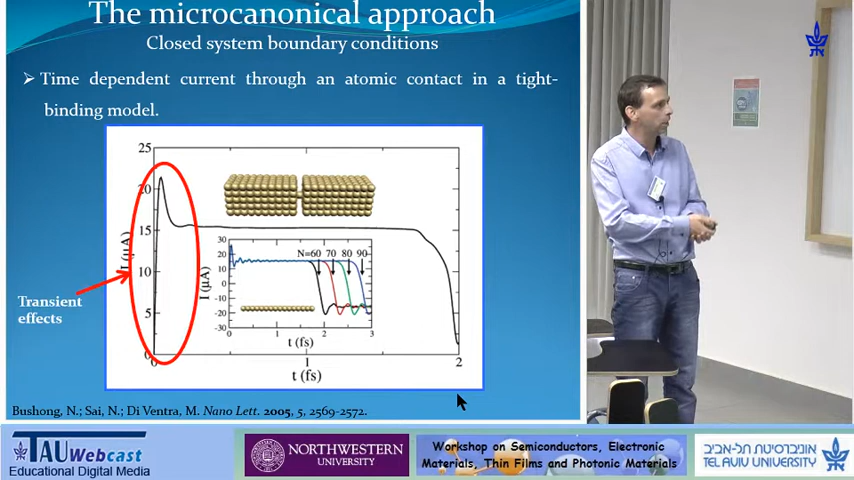 The microcanonical approach
Closed system boundary conditions
➢ Time dependent current through an atomic contact in a tight-
binding model.
25
20
15
10
5
0
I (μA)
0
1
2
t (fs)
30
20
10
0
-10
-20
-30
I (μA)
N=60 70 80 90
0
1
2
3
t (fs)
Transient
effects
Bushong, N.; Sai, N.; Di Ventra, M. Nano Lett. 2005, 5, 2569-2572.
TAU Webcast
Educational Digital Media
NORTHWESTERN
UNIVERSITY
Workshop on Semiconductors, Electronic
Materials, Thin Films and Photonic Materials
אוניברסיטת תל-אביב
TEL AVIV UNIVERSITY